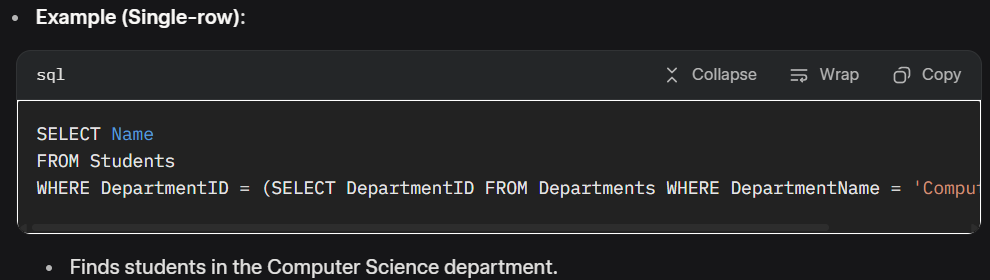 Example (Single-row):
sql Collapse Wrap Copy
SELECT Name
FROM Students
WHERE DepartmentID = (SELECT DepartmentID FROM Departments WHERE DepartmentName = 'Comput
Finds students in the Computer Science department.